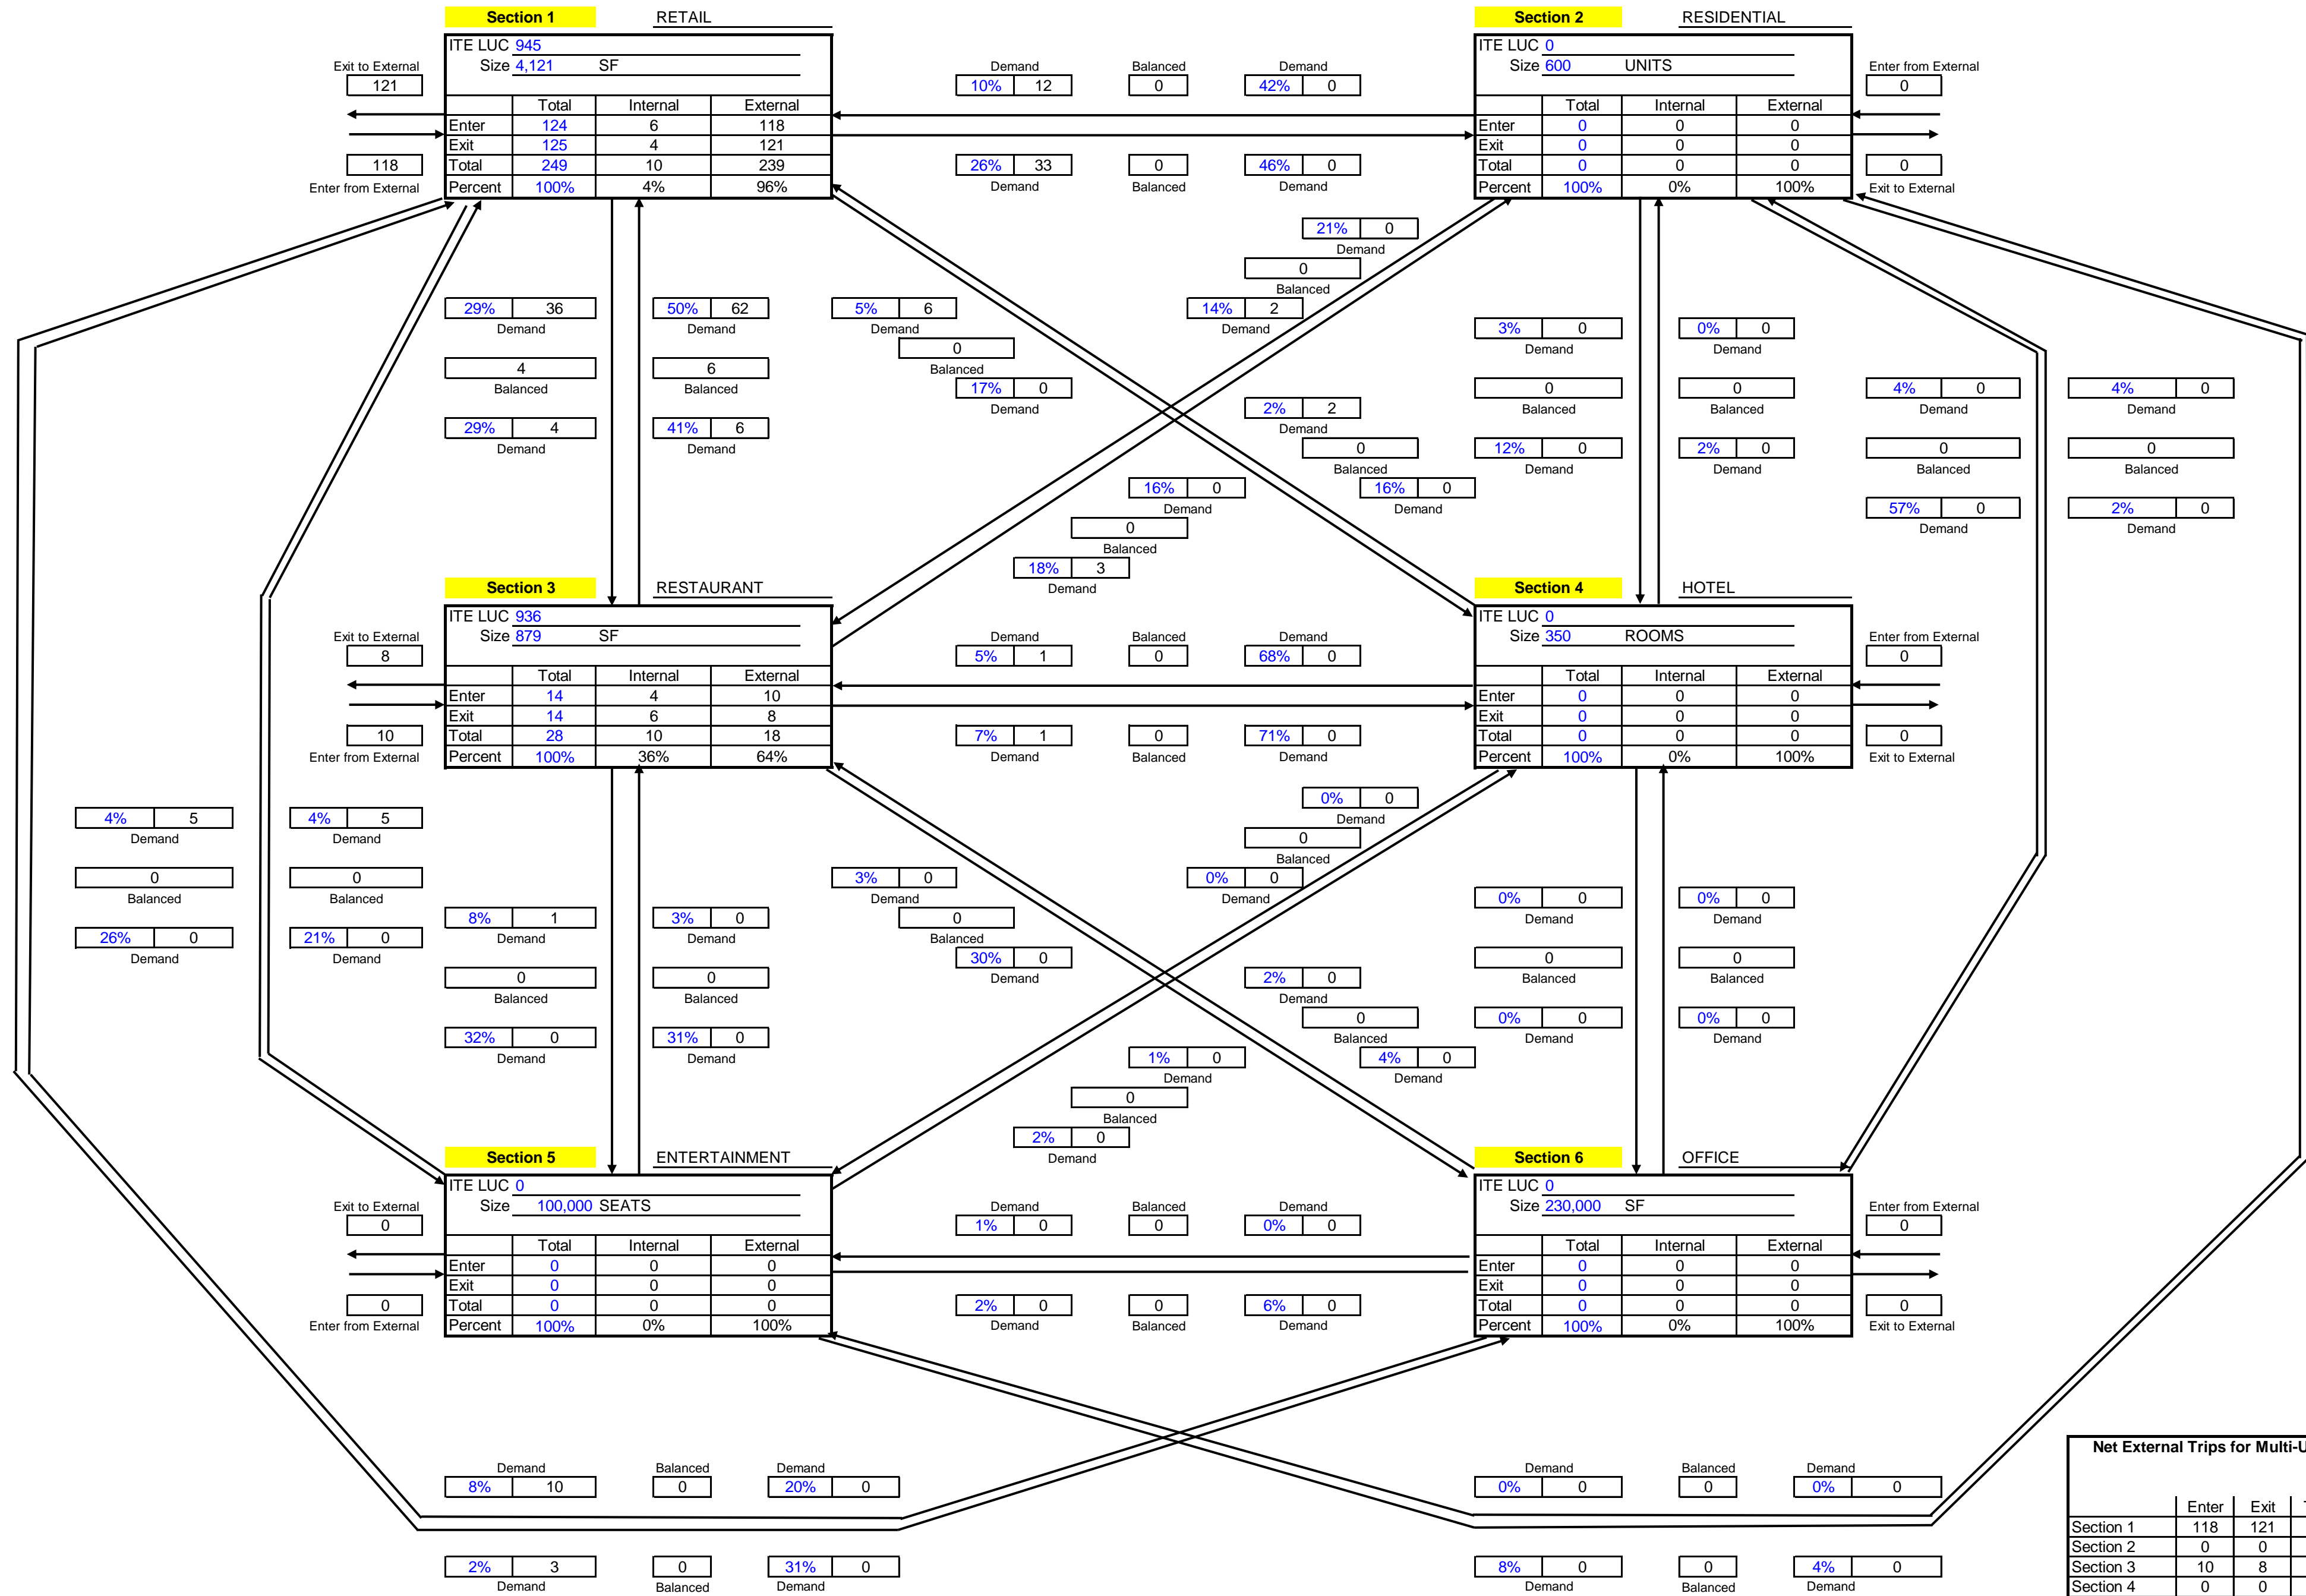 Section 1 RETAIL Section 2 RESIDENTIAL
ITE LUC 945 ITE LUC 0
Size 4,121 SF Size 600 UNITS
Exit to External Demand Balanced Demand Enter from External
121 10% 12 0 42% 0 0
Total Internal External Total Internal External
Enter 124 6 118 Enter 0 0 0
Exit 125 4 121 Exit 0 0 0
118 Total 249 10 239 26% 33 0 46% 0 Total 0 0 0 0
Enter from External Percent 100% 4% 96% Demand Balanced Demand Percent 100% 0% 100% Exit to External
21% 0
Demand
0
Balanced
29% 36 50% 62 5% 6 14% 2
Demand Demand Demand Demand
3% 0 0% 0
Demand Demand
0
Balanced
4 6
Balanced Balanced
17% 0 0 0 4% 0 4% 0
Demand Balanced Balanced Demand Demand
2% 2
Demand
29% 4 41% 6
Demand Demand
0 12% 0 2% 0 0 0
Balanced Demand Demand Balanced Balanced
16% 0 16% 0
Demand Demand
57% 0 2% 0
Demand Demand
0
Balanced
18% 3
Demand
Section 3 RESTAURANT Section 4 HOTEL
ITE LUC 936 ITE LUC 0
Size 879 SF Size 350 ROOMS
Exit to External Demand Balanced Demand Enter from External
8 5% 1 0 68% 0 0
Total Internal External Total Internal External
Enter 14 4 10 Enter 0 0 0
Exit 14 6 8 Exit 0 0 0
10 Total 28 10 18 7% 1 0 71% 0 Total 0 0 0 0
Enter from External Percent 100% 36% 64% Demand Balanced Demand Percent 100% 0% 100% Exit to External
0% 0
Demand
4% 5 4% 5
Demand Demand
0
Balanced
0 0 3% 0 0% 0
Balanced Balanced Demand Demand
0% 0 0% 0
Demand Demand
8% 1 3% 0 0
Demand Demand Balanced
26% 0 21% 0
Demand Demand
30% 0 0 0
Demand Balanced Balanced
0 0 2% 0
Balanced Balanced Demand
0 0% 0 0% 0
Balanced Demand Demand
32% 0 31% 0
Demand Demand
1% 0 4% 0
Demand Demand
0
Balanced
2% 0
Demand
Section 5 ENTERTAINMENT Section 6 OFFICE
ITE LUC 0 ITE LUC 0
Size 100,000 SEATS Size 230,000 SF
Exit to External Demand Balanced Demand Enter from External
0 1% 0 0 0% 0 0
Total Internal External Total Internal External
Enter 0 0 0 Enter 0 0 0
Exit 0 0 0 Exit 0 0 0
0 Total 0 0 0 2% 0 0 6% 0 Total 0 0 0 0
Enter from External Percent 100% 0% 100% Demand Balanced Demand Percent 100% 0% 100% Exit to External
Net External Trips for Multi-U
Demand Balanced Demand Demand Balanced Demand
8% 10 0 20% 0 0% 0 0 0% 0
Enter Exit
Section 1 118 121
Section 2 0 0
2% 3 0 31% 0 8% 0 0 4% 0 Section 3 10 8
Demand Balanced Demand Demand Balanced Demand Section 4 0 0